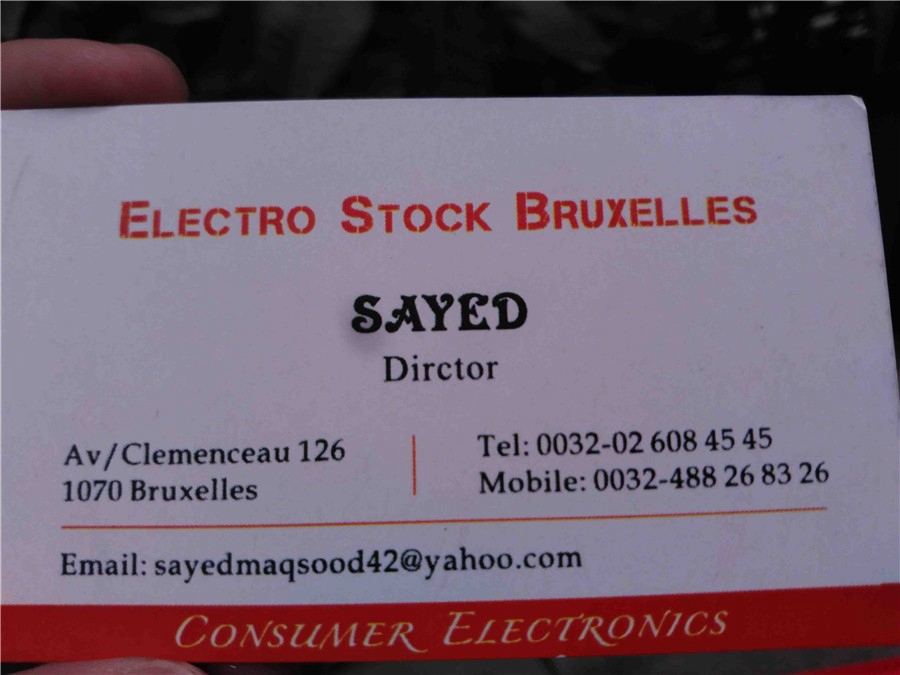 ELECTRO STOCK BRUXELLES
SAYED
Dirctor
Av/Clemenceau 126
1070 Bruxelles
Tel: 0032-02 608 45 45
Mobile: 0032-488 26 83 26
Email: sayedmaqsood42@yahoo.com
CONSUMER ELECTRONICS